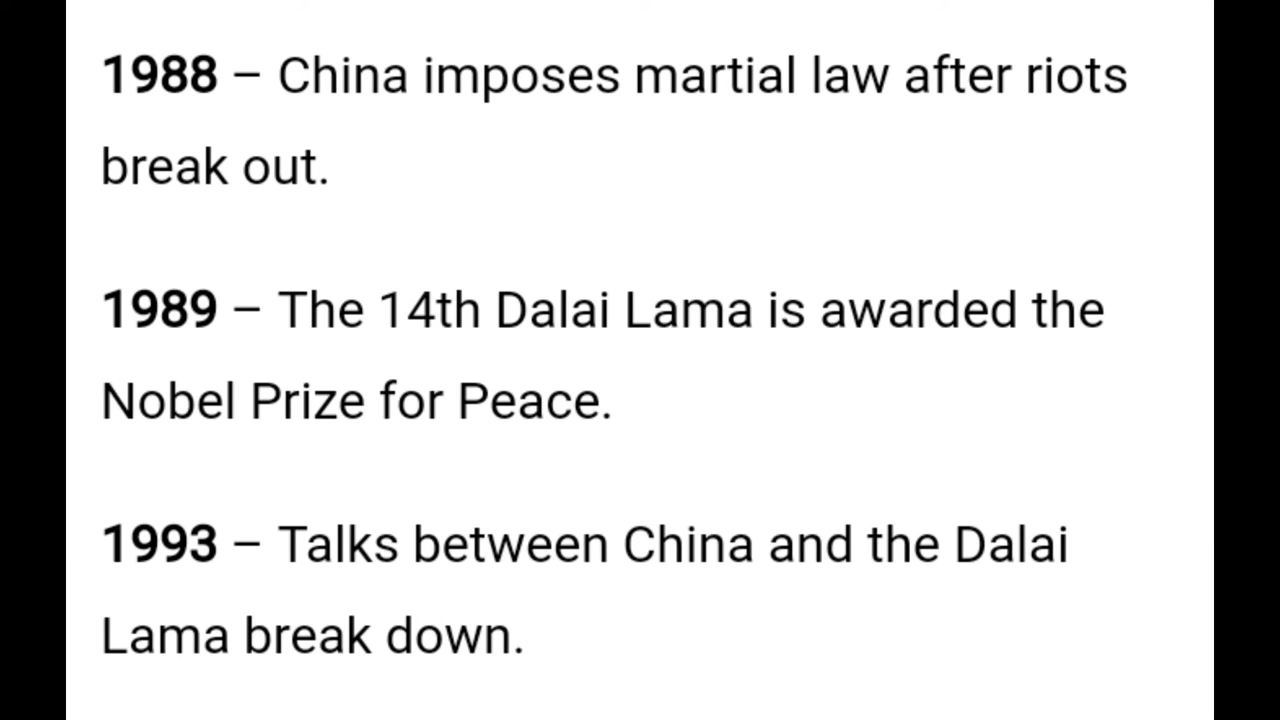 1988 – China imposes martial law after riots
break out.
1989 – The 14th Dalai Lama is awarded the
Nobel Prize for Peace.
1993 – Talks between China and the Dalai
Lama break down.